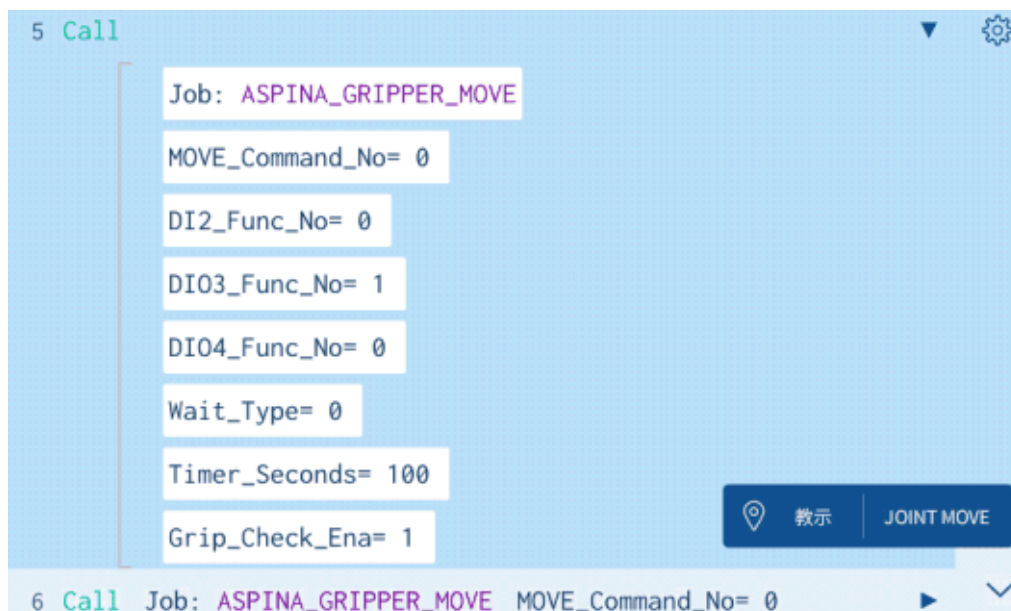 5 Call
Job: ASPINA_GRIPPER_MOVE
MOVE_Command_No= 0
DI2_Func_No= 0
DIO3_Func_No= 1
DIO4_Func_No= 0
Wait_Type= 0
Timer_Seconds= 100
Grip_Check_Ena= 1
教示 JOINT MOVE
6 Call Job: ASPINA_GRIPPER_MOVE MOVE_Command_No= 0